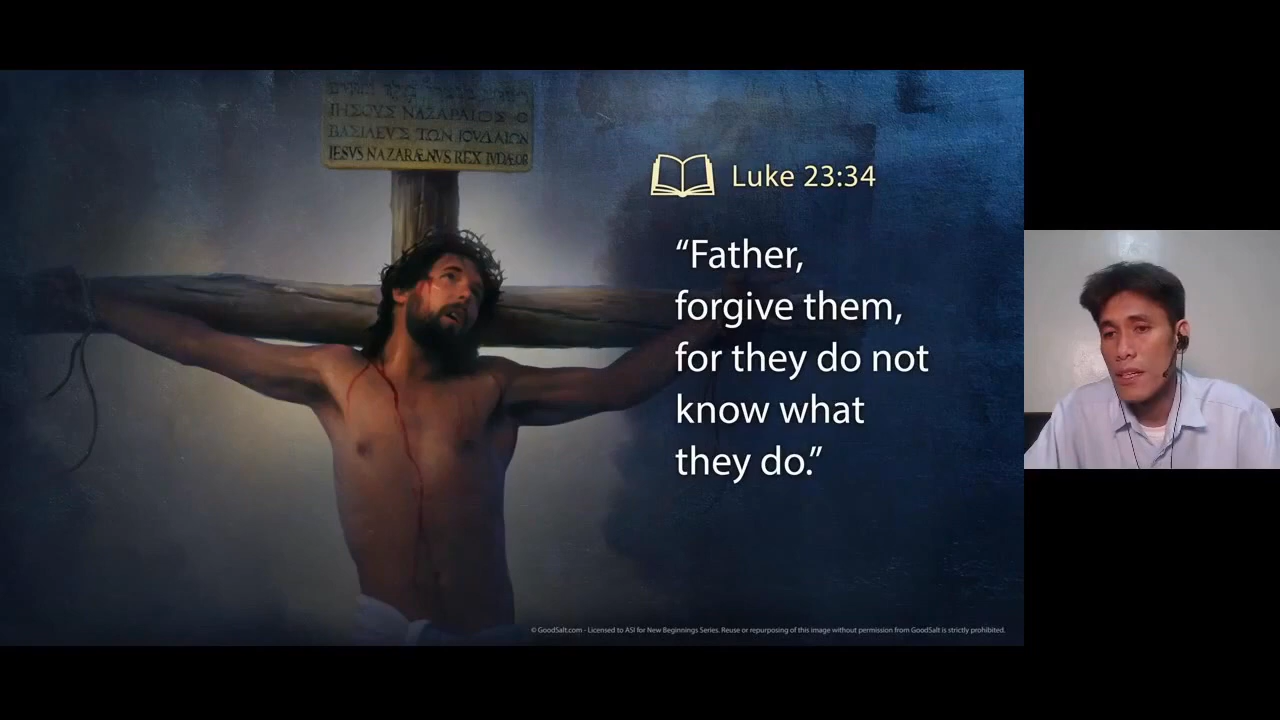 ΙΗΣΟΥΣ ΝΑΖΑΡΑΙΟΣ Ο
ΒΑΣΙΛΕΥΣ ΤΩΝ ΙΟΥΔΑΙΩΝ
IESVS NAZARÆNVS REX IVDÆOR
Luke 23:34
“Father,
forgive them,
for they do not
know what
they do.”
© GoodSalt.com - Licensed to ASI for New Beginnings Series. Reuse or repurposing of this image without permission from GoodSalt is strictly prohibited.